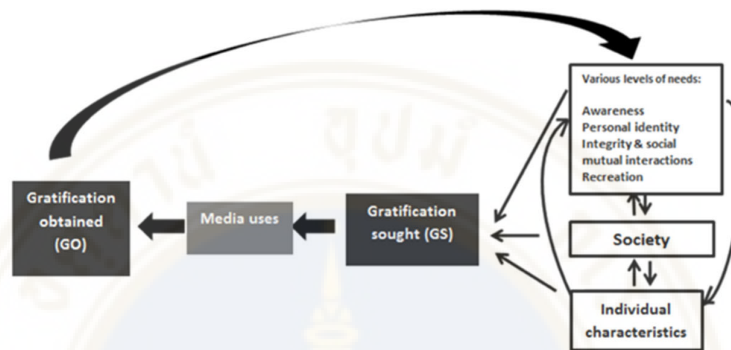 Various levels of needs:
Awareness
Personal identity
Integrity & social
mutual interactions
Recreation
Gratification
obtained
(GO)
Media uses
Gratification
sought (GS)
Society
Individual
characteristics